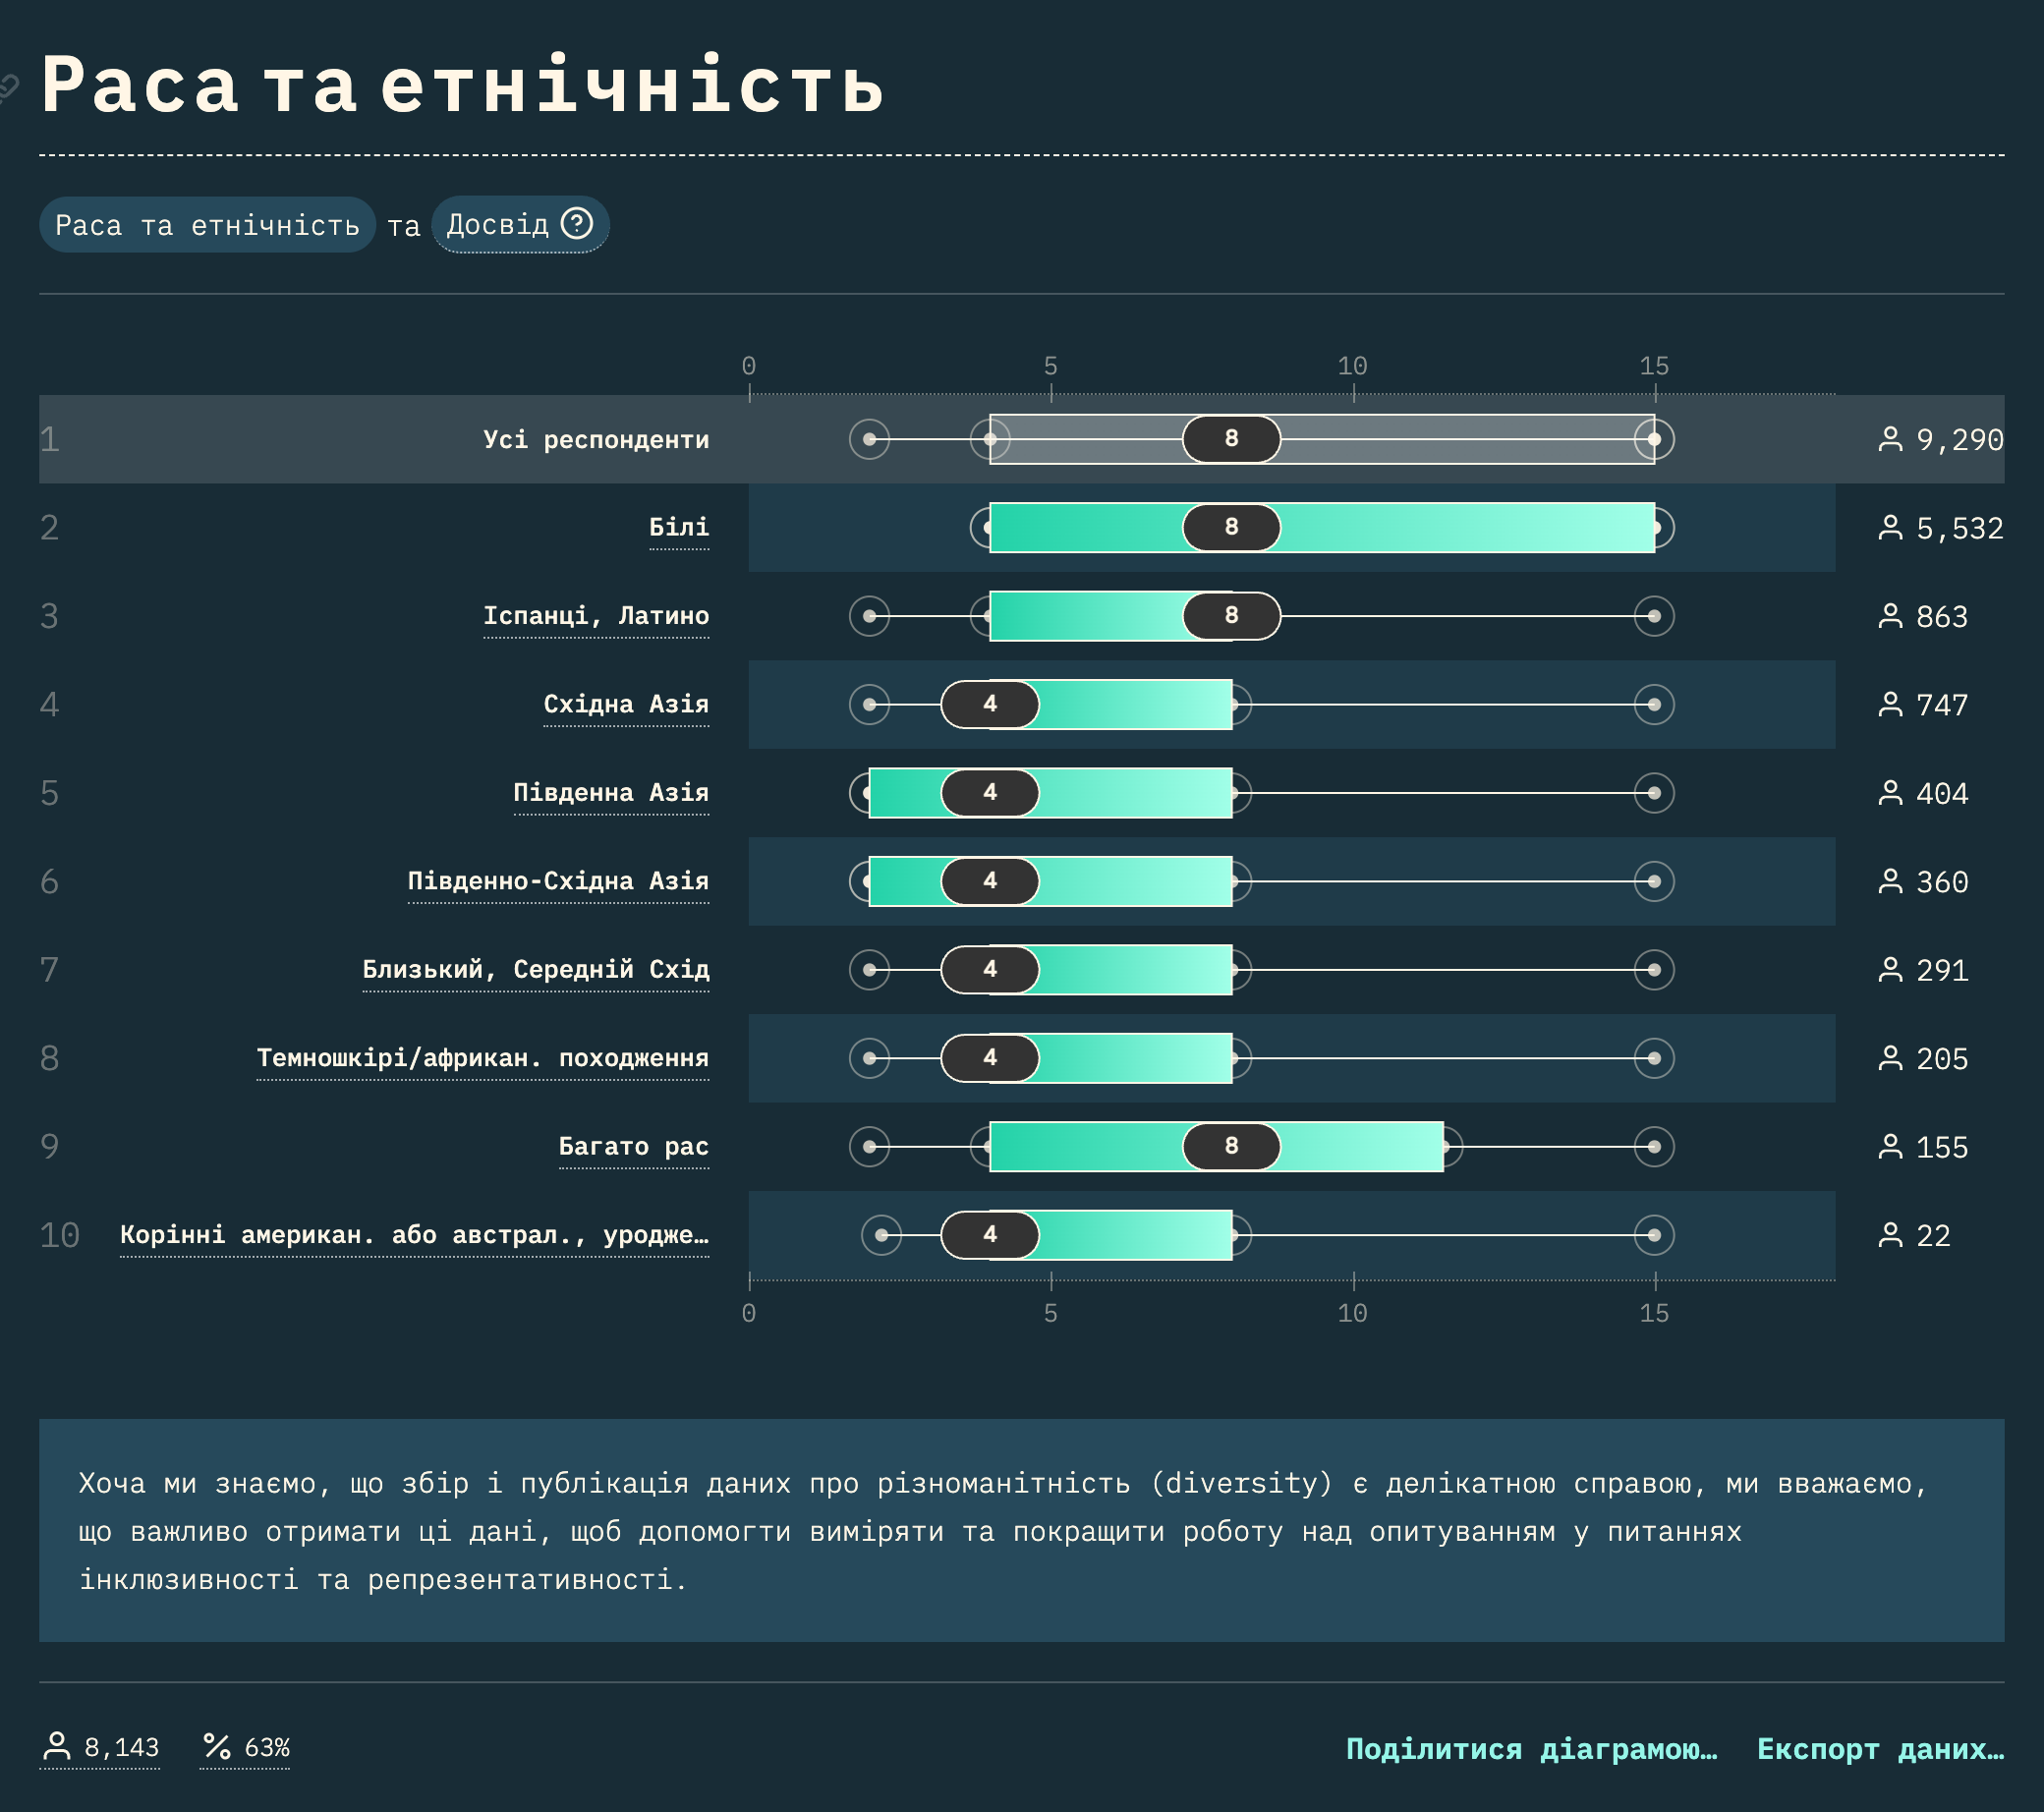 Раса та етнічність
Раса та етнічність та Досвід ?
0 5 10 15
1 Усі респонденти 8 9,290
2 Білі 8 5,532
3 Іспанці, Латино 8 863
4 Східна Азія 4 747
5 Південна Азія 4 404
6 Південно-Східна Азія 4 360
7 Близький, Середній Схід 4 291
8 Темношкірі/африкан. походження 4 205
9 Багато рас 8 155
10 Корінні американ. або австрал., уродже… 4 22
0 5 10 15
Хоча ми знаємо, що збір і публікація даних про різноманітність (diversity) є делікатною справою, ми вважаємо,
що важливо отримати ці дані, щоб допомогти виміряти та покращити роботу над опитуванням у питаннях
інклюзивності та репрезентативності.
8,143 % 63% Поділитися діаграмою… Експорт даних…